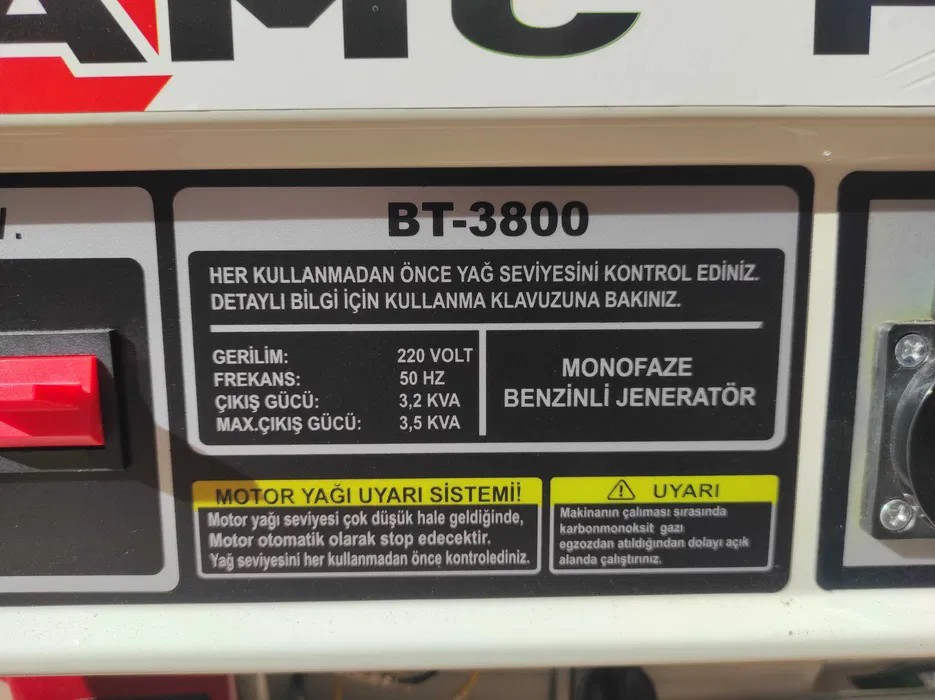 BT-3800
HER KULLANMADAN ÖNCE YAĞ SEVİYESİNİ KONTROL EDİNİZ.
DETAYLI BİLGİ İÇİN KULLANMA KLAVUZUNA BAKINIZ.
GERİLİM: 220 VOLT
FREKANS: 50 HZ
ÇIKIŞ GÜCÜ: 3,2 KVA
MAX.ÇIKIŞ GÜCÜ: 3,5 KVA
MONOFAZE
BENZİNLİ JENERATÖR
MOTOR YAĞI UYARI SİSTEMİ!
Motor yağı seviyesi çok düşük hale geldiğinde,
Motor otomatik olarak stop edecektir.
Yağ seviyesini her kullanmadan önce kontrolediniz.
UYARI
Makinanın çalıması sırasında
karbonmonoksit gazı
egzozdan atıldığından dolayı açık
alanda çalıştırınız.